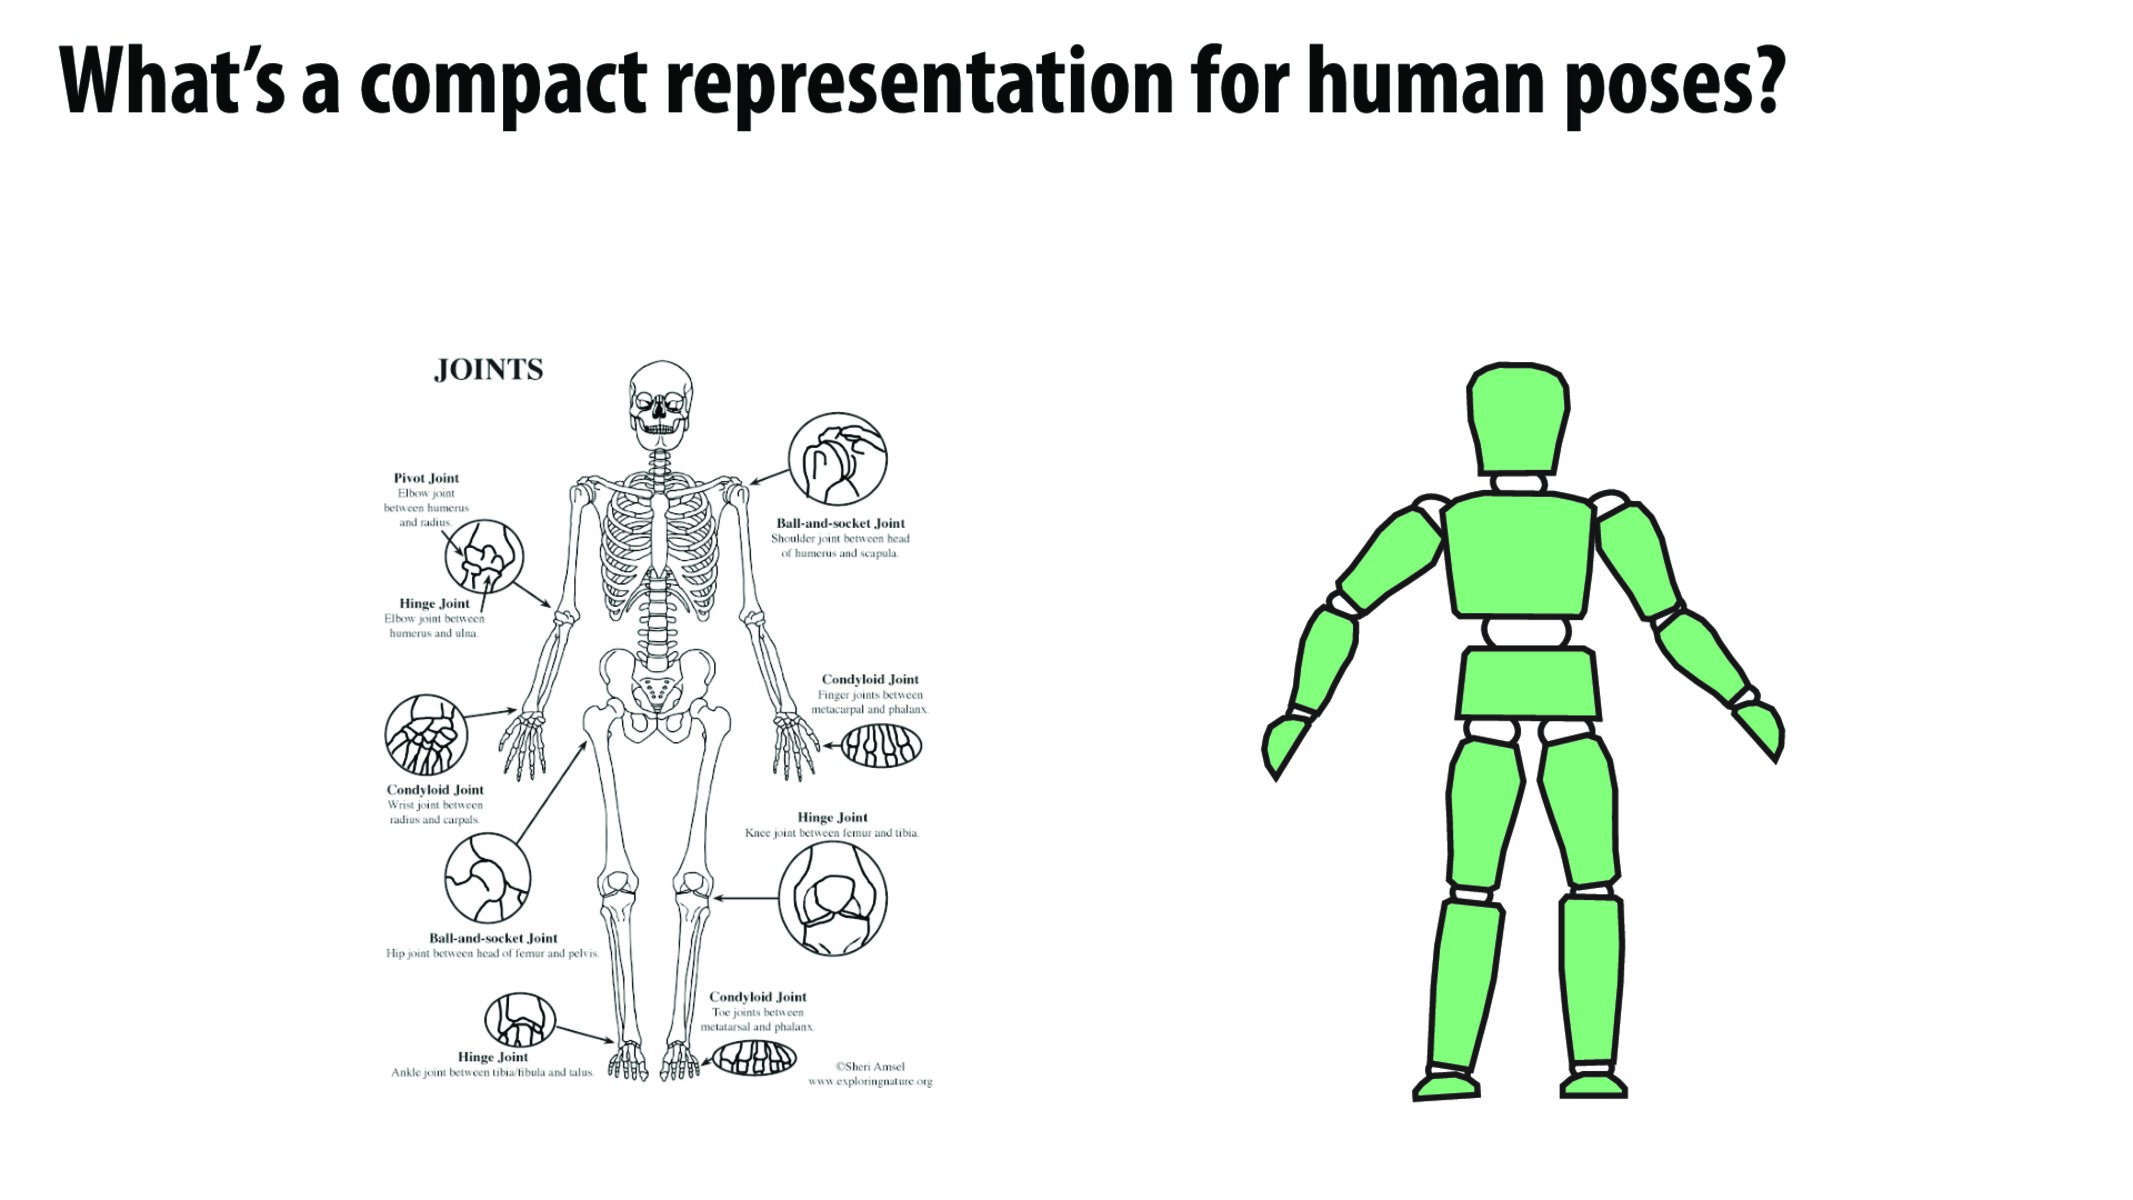 What's a compact representation for human poses?
JOINTS
Pivot Joint
Elbow joint
between humerus
and radius.
Hinge Joint
Elbow joint between
humerus and ulna.
Condyloid Joint
Wrist joint between
radius and carpals.
Ball-and-socket Joint
Hip joint between head of femur and pelvis.
Hinge Joint
Ankle joint between tibia/fibula and talus.
Ball-and-socket Joint
Shoulder joint between head
of humerus and scapula.
Condyloid Joint
Finger joints between
metacarpal and phalanx.
Hinge Joint
Knee joint between femur and tibia.
Condyloid Joint
Toe joints between
metatarsal and phalanx.
©Sheri Amsel
www.exploringnature.org